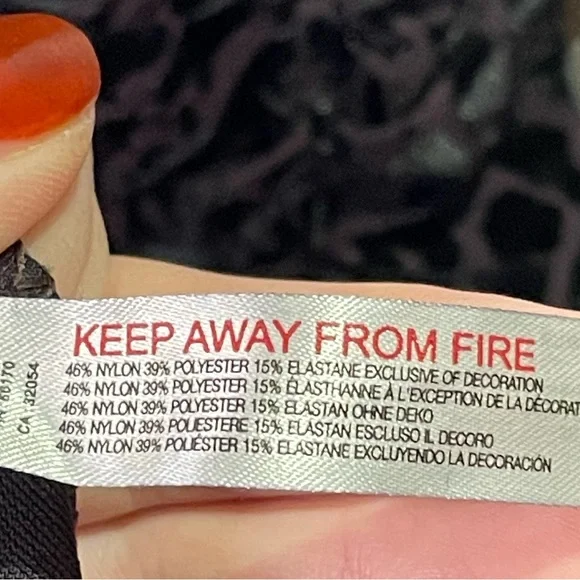 KEEP AWAY FROM FIRE
46% NYLON 39% POLYESTER 15% ELASTANE EXCLUSIVE OF DECORATION
46% NYLON 39% POLYESTER 15% ÉLASTHANNE À L'EXCEPTION DE LA DÉCORAT
46% NYLON 39% POLYESTER 15% ELASTAN OHNE DEKO
46% NYLON 39% POLIESTERE 15% ELASTAN ESCLUSO IL DECORO
46% NYLON 39% POLIÉSTER 15% ELASTANE EXCLUYENDO LA DECORACIÓN
CA 32054